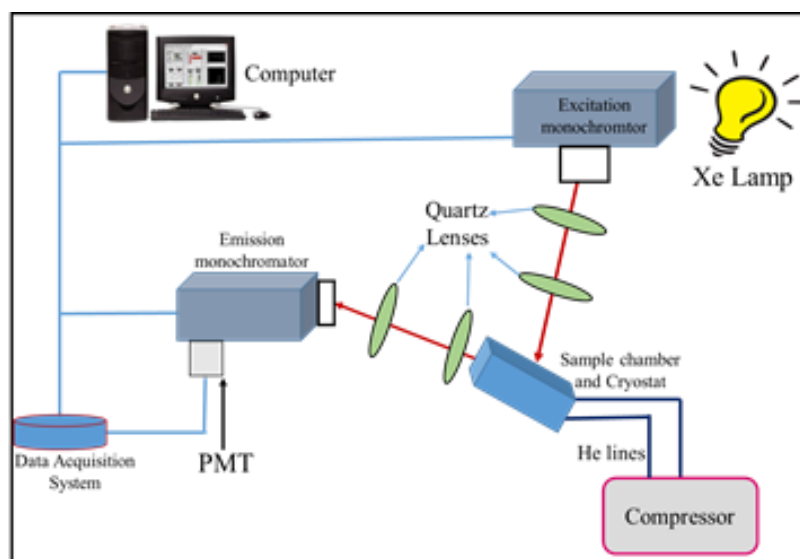 Computer
Excitation
monochromtor
Xe Lamp
Quartz
Lenses
Emission
monochromator
Sample chamber
and Cryostat
He lines
Data Acquisition
System
PMT
Compressor